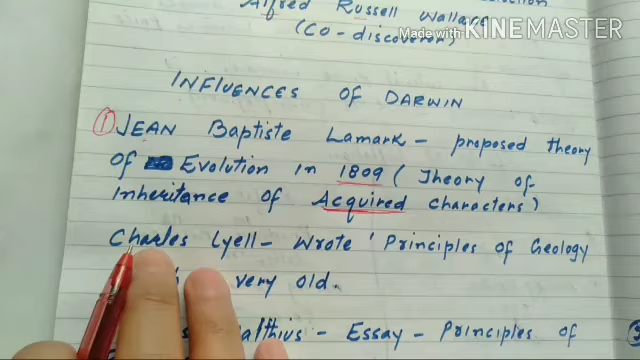 Alfred Russell Wallace
(Co-discoverer)
Made With KINEMASTER
INFLUENCES OF DARWIN
① JEAN Baptiste Lamark - proposed theory
of Evolution in 1809 (Theory of
Inheritance of Acquired characters)
Charles Lyell - Wrote 'Principles of Geology
very old.
althus - Essay - Principles of